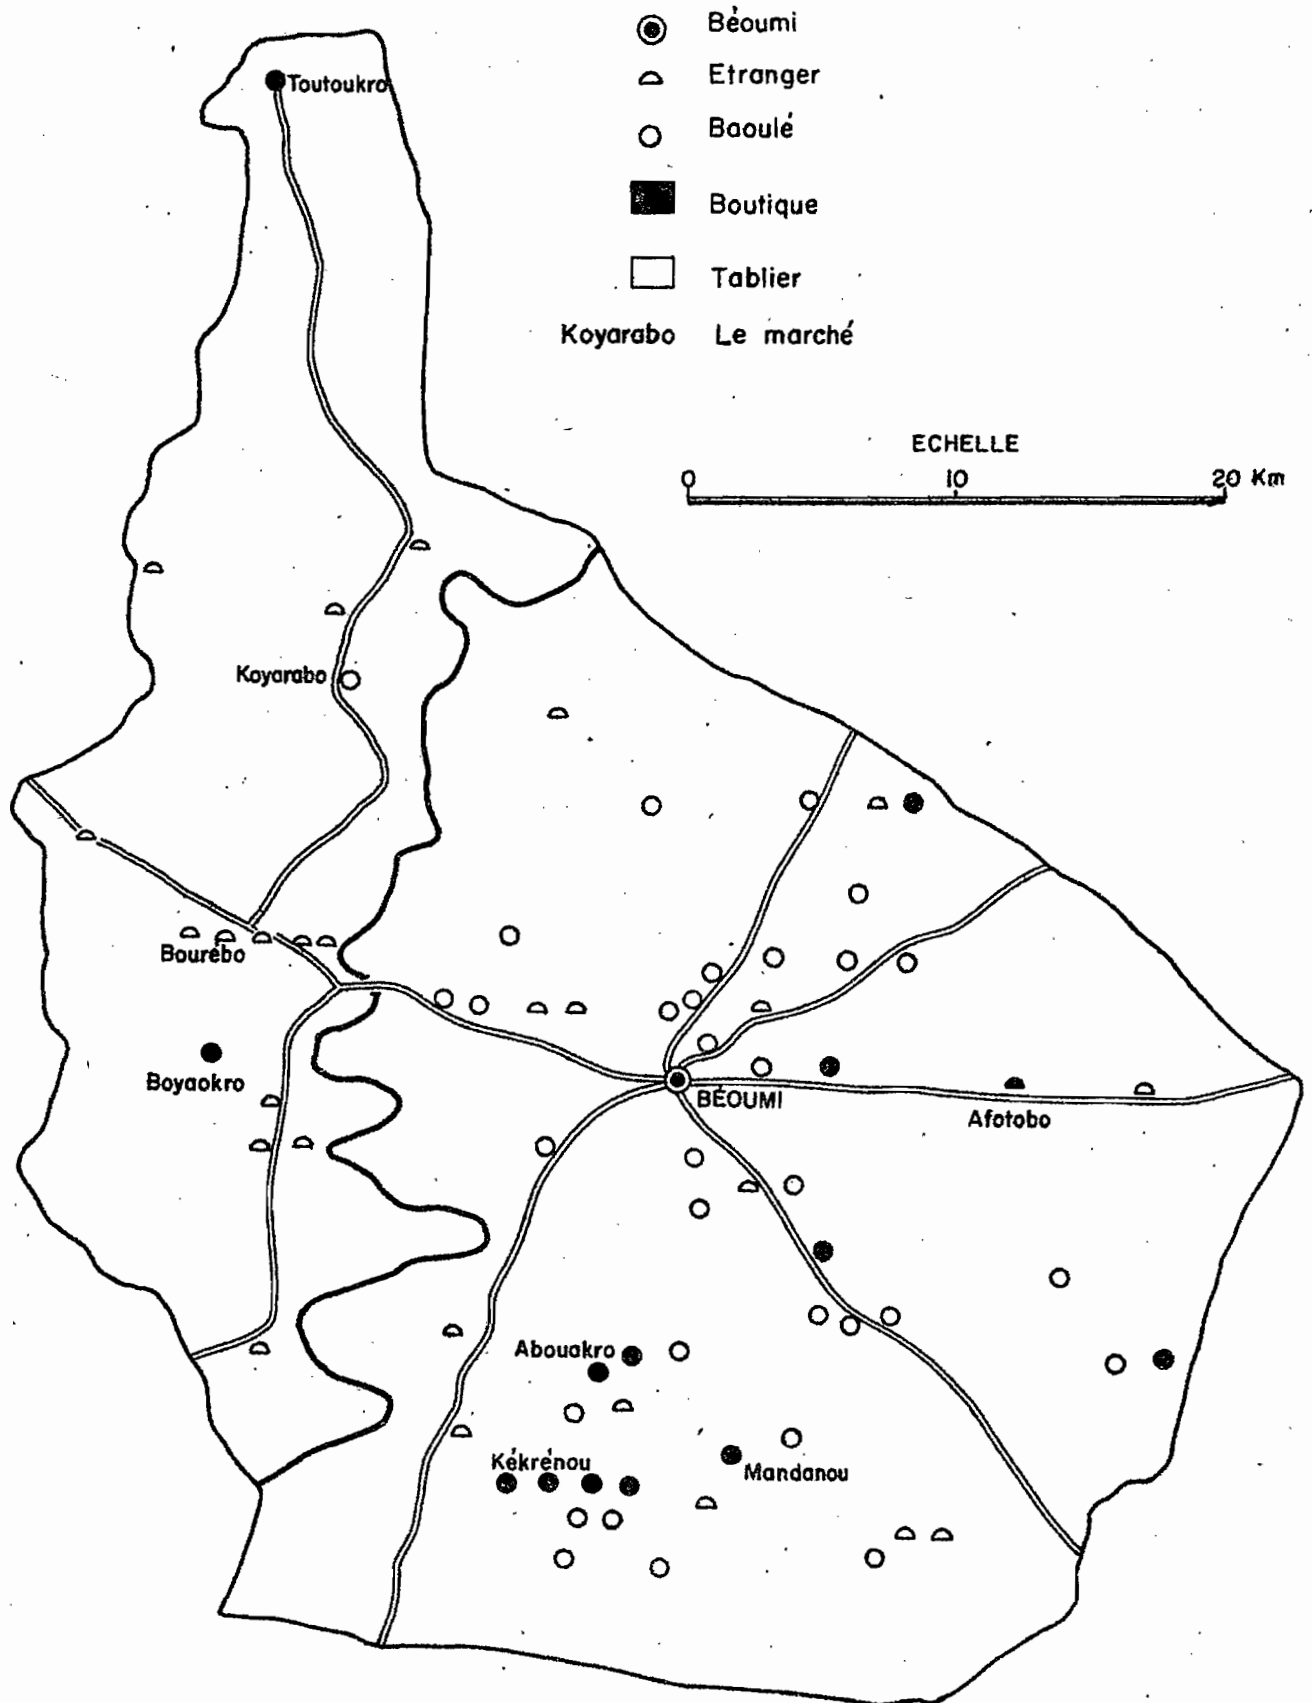 Béoumi
Etranger
Baoulé
Boutique
Tablier
Koyarabo Le marché
ECHELLE
0 10 20 Km
Toutoukro
Koyarabo
Bourébo
Boyaokro
BÉOUMI
Afotobo
Abouakro
Kékrénou
Mandanou